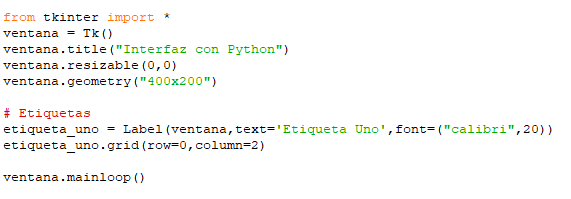 from tkinter import *
ventana = Tk()
ventana.title("Interfaz con Python")
ventana.resizable(0,0)
ventana.geometry("400x200")
# Etiquetas
etiqueta_uno = Label(ventana,text='Etiqueta Uno',font=("calibri",20))
etiqueta_uno.grid(row=0,column=2)
ventana.mainloop()